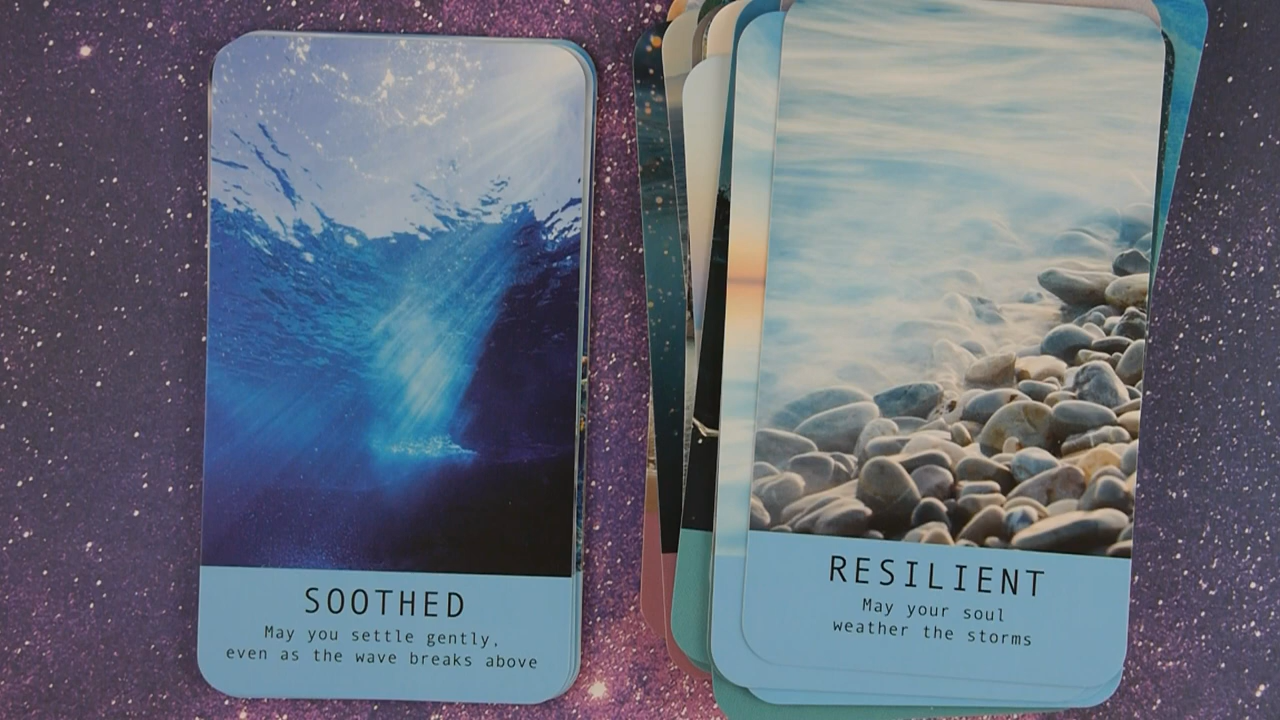 SOOTHED
May you settle gently,
even as the wave breaks above
RESILIENT
May your soul
weather the storms